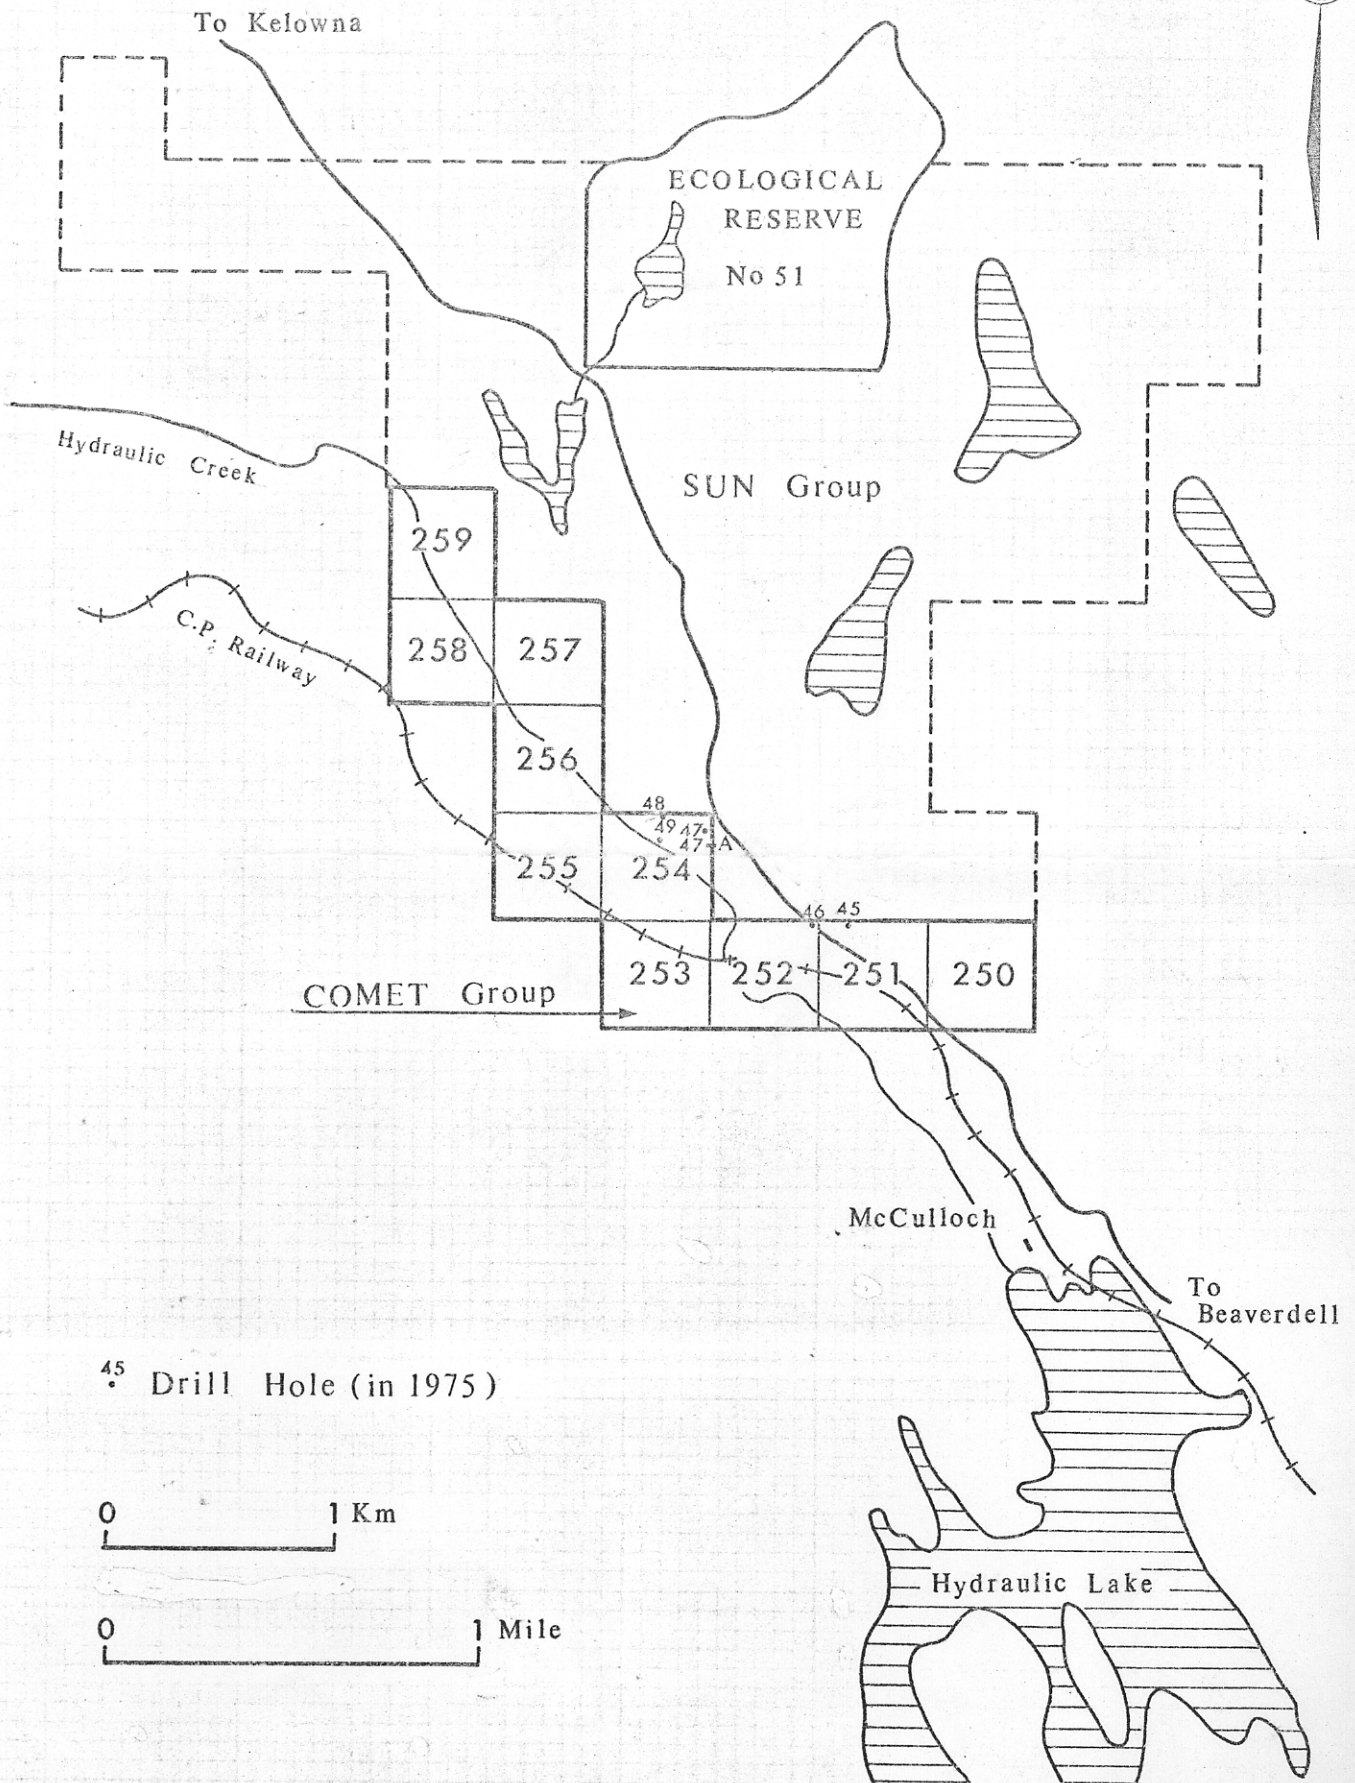 To Kelowna
ECOLOGICAL
RESERVE
No 51
Hydraulic Creek
SUN Group
259
C.P. Railway
258
257
256
48
49
47
47
A
255
254
46
45
253
252
251
250
COMET Group
McCulloch
To
Beaverdell
45
Drill Hole (in 1975)
0
1 Km
Hydraulic Lake
0
1 Mile